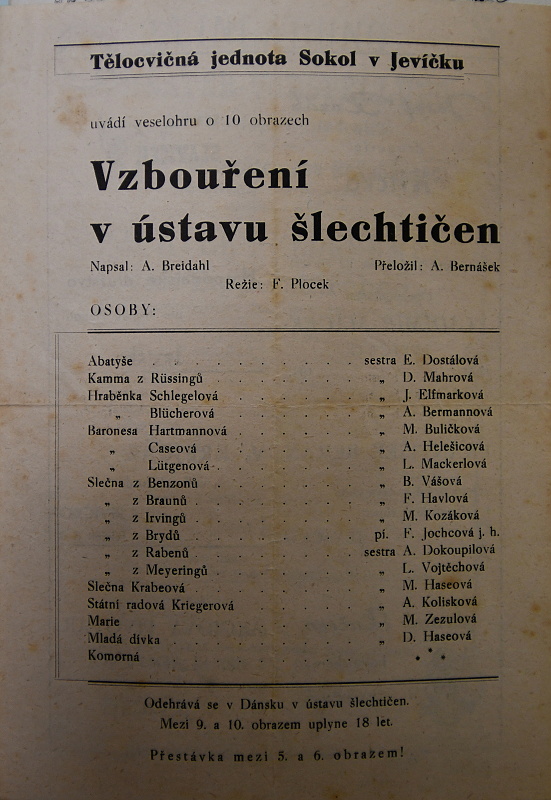 Tělocvičná jednota Sokol v Jevíčku
uvádí veselohru o 10 obrazech
Vzbouření
v ústavu šlechtičen
Napsal: A. Breidahl Přeložil: A. Bernášek
Režie: F. Plocek
OSOBY:
Abatyše . . . . . . . . . sestra E. Dostálová
Kamma z Rüssingů . . . . . . . „ D. Mahrová
Hraběnka Schlegelová . . . . . . „ J. Elfmarková
„ Blücherová . . . . . . „ A. Bermannová
Baronesa Hartmannová . . . . . . „ M. Buličková
„ Caseová . . . . . . „ A. Helešicová
„ Lütgenová . . . . . . „ L. Mackerlová
Slečna z Benzonů . . . . . . . „ B. Vášová
„ z Braunů . . . . . . . „ F. Havlová
„ z Irvingů . . . . . . . „ M. Kozáková
„ z Brydů . . . . . . . pí. F. Jochcová j. h.
„ z Rabenů . . . . . . . sestra A. Dokoupilová
„ z Meyeringů . . . . . . „ L. Vojtěchová
Slečna Krabeová . . . . . . . „ M. Haseová
Státní radová Kriegerová . . . . . „ A. Kolisková
Marie . . . . . . . . . „ M. Zezulová
Mladá dívka . . . . . . . . „ D. Haseová
Komorná . . . . . . . . . * * *
Odehrává se v Dánsku v ústavu šlechtičen.
Mezi 9. a 10. obrazem uplyne 18 let.
Přestávka mezi 5. a 6. obrazem!